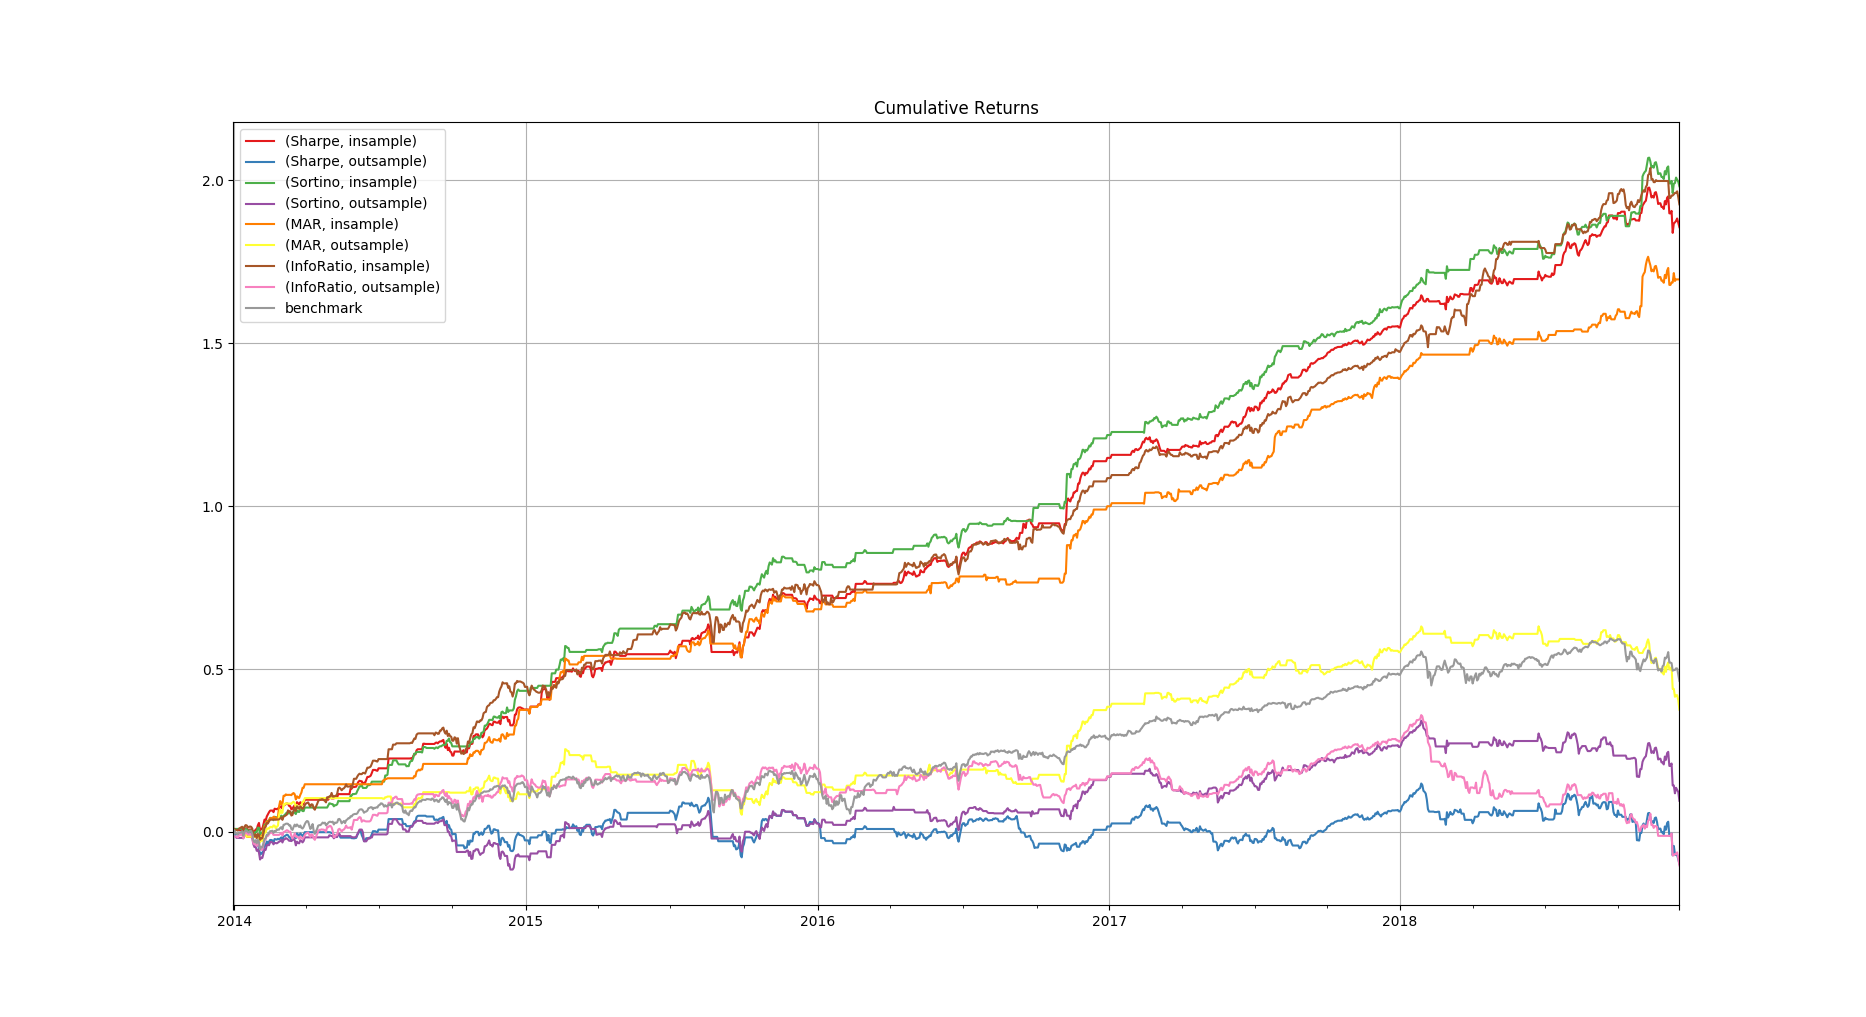 Cumulative Returns
(Sharpe, insample)
(Sharpe, outsample)
(Sortino, insample)
(Sortino, outsample)
(MAR, insample)
(MAR, outsample)
(InfoRatio, insample)
(InfoRatio, outsample)
benchmark
2.0
1.5
1.0
0.5
0.0
2014 2015 2016 2017 2018